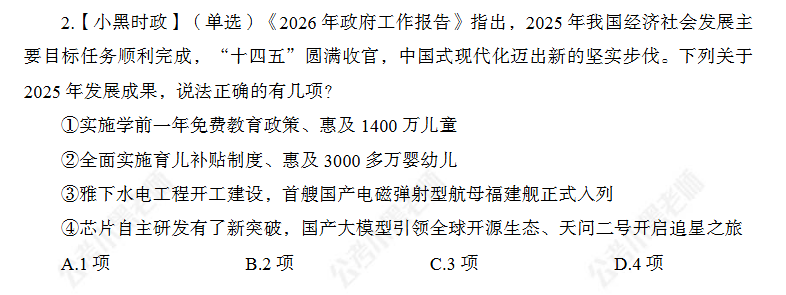 2.【小黑时政】（单选）《2026 年政府工作报告》指出，2025 年我国经济社会发展主
要目标任务顺利完成，“十四五”圆满收官，中国式现代化迈出新的坚实步伐。下列关于
2025 年发展成果，说法正确的有几项？
①实施学前一年免费教育政策、惠及 1400 万儿童
②全面实施育儿补贴制度、惠及 3000 多万婴幼儿
③雅下水电工程开工建设，首艘国产电磁弹射型航母福建舰正式入列
④芯片自主研发有了新突破，国产大模型引领全球开源生态、天问二号开启追星之旅
A.1 项 B.2 项 C.3 项 D.4 项